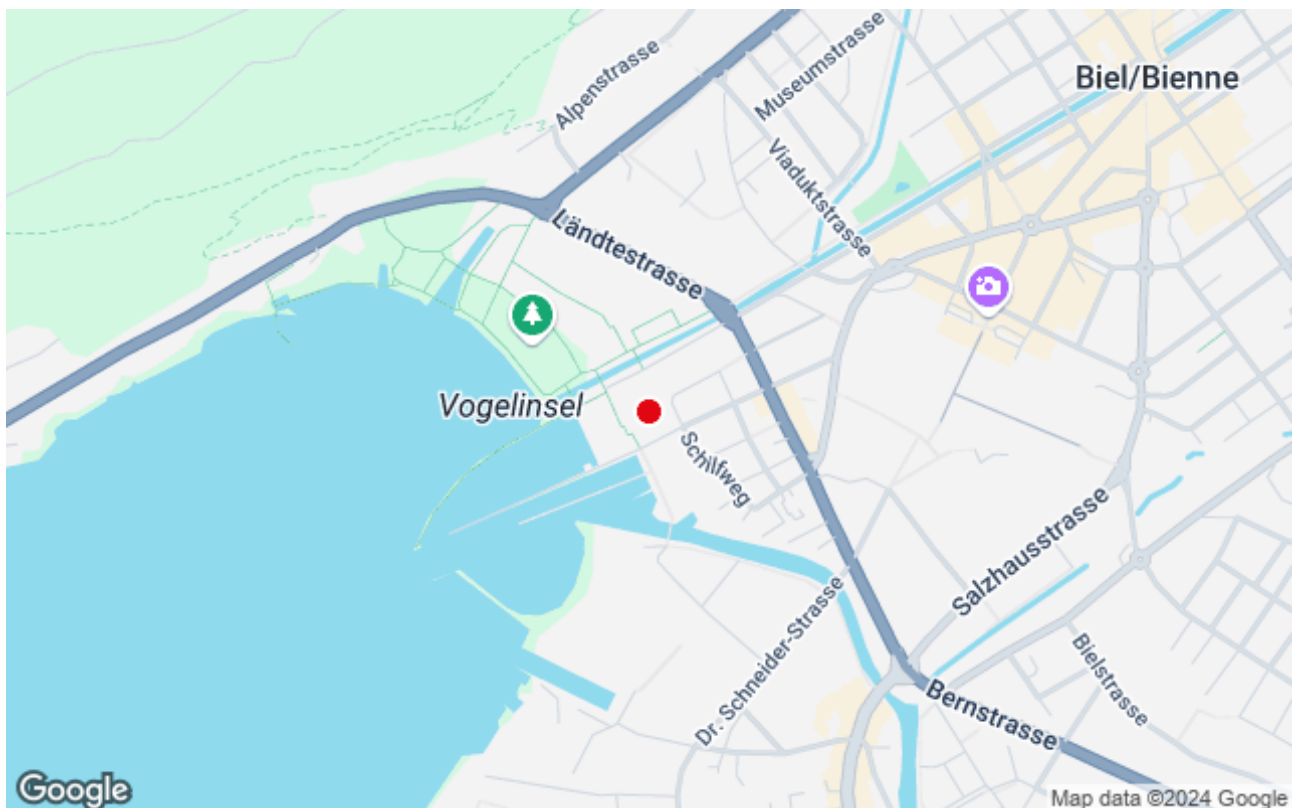 Alpenstrasse
Museumstrasse
Biel/Bienne
Viaduktstrasse
Ländtestrasse
Vogelinsel
Schilfweg
Salzhausstrasse
Dr. Schneider-Strasse
Bielstrasse
Bernstrasse
Google
Map data ©2024 Google